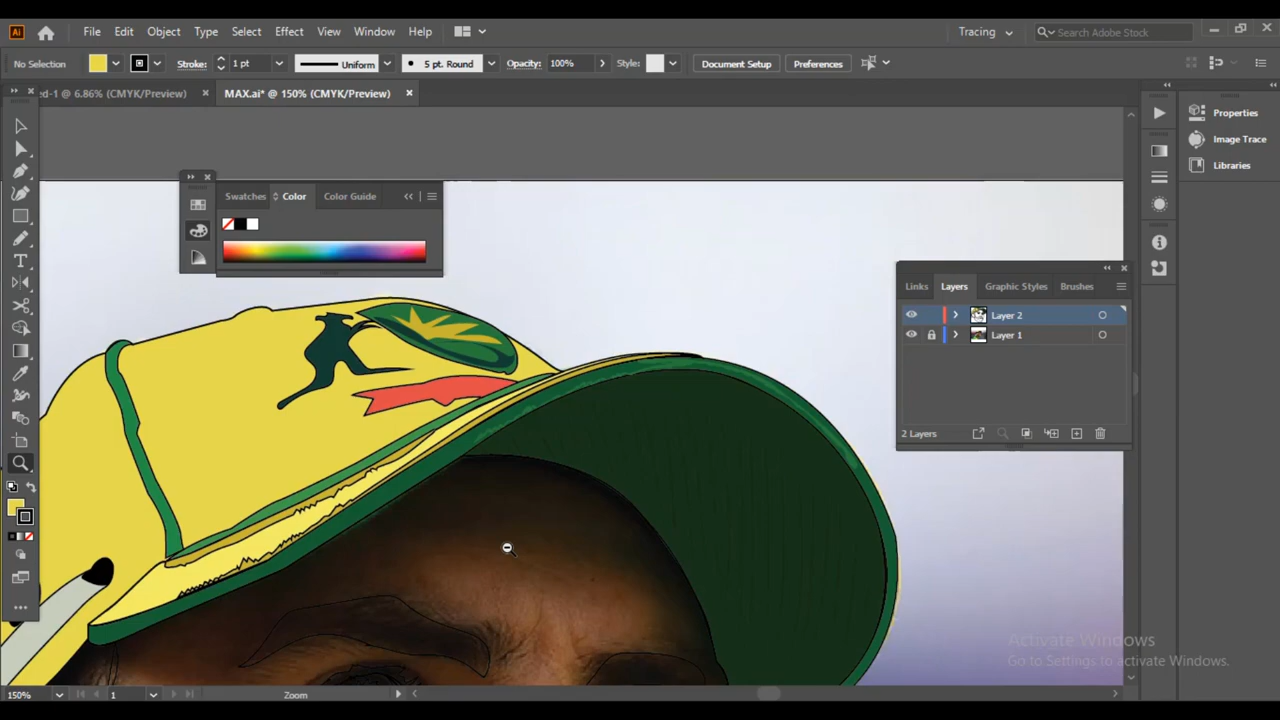 Ai File Edit Object Type Select Effect View Window Help Tracing Search Adobe Stock
No Selection Stroke: 1 pt Uniform 5 pt. Round Opacity: 100% Style: Document Setup Preferences
ed-1 @ 6.86% (CMYK/Preview) MAX.ai* @ 150% (CMYK/Preview)
Properties
Image Trace
Libraries
Swatches Color Color Guide
Links Layers Graphic Styles Brushes
Layer 2
Layer 1
2 Layers
Activate Windows
Go to Settings to activate Windows.
150% 1 Zoom